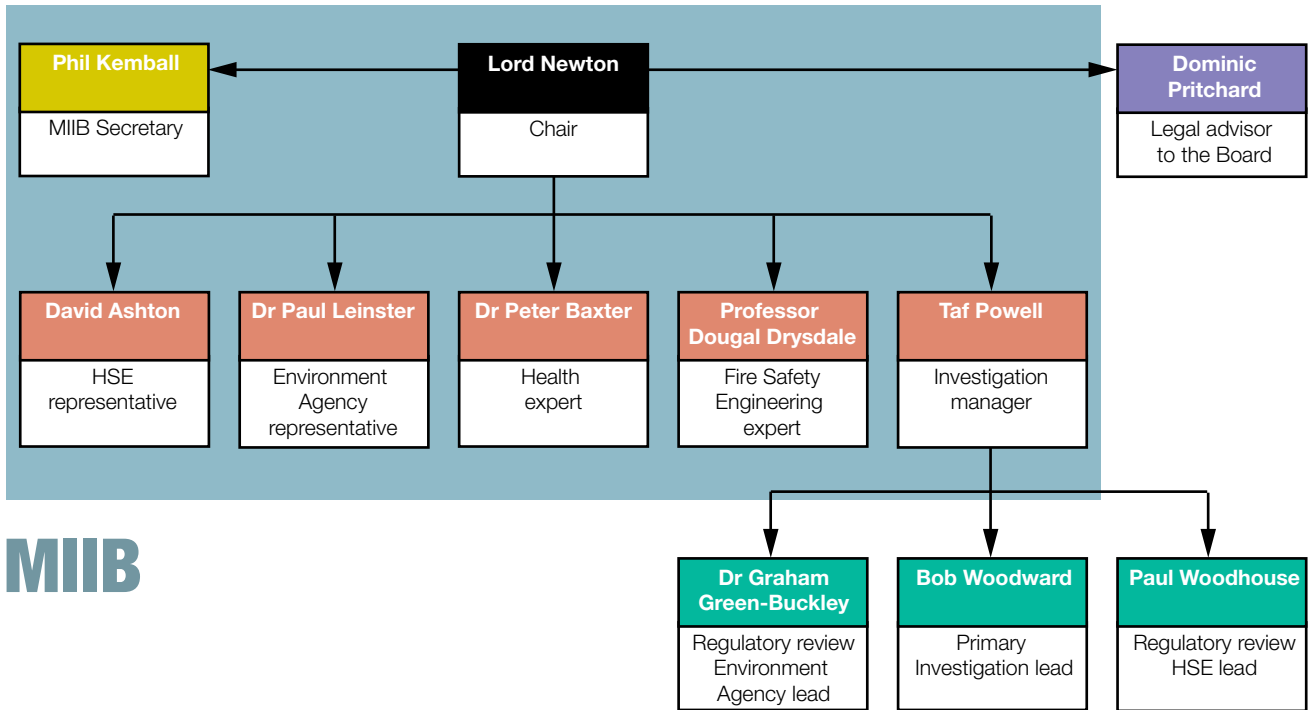 Phil Kemball
MIIB Secretary
Lord Newton
Chair
Dominic
Pritchard
Legal advisor
to the Board
David Ashton
HSE
representative
Dr Paul Leinster
Environment
Agency
representative
Dr Peter Baxter
Health
expert
Professor
Dougal Drysdale
Fire Safety
Engineering
expert
Taf Powell
Investigation
manager
MIIB
Dr Graham
Green-Buckley
Regulatory review
Environment
Agency lead
Bob Woodward
Primary
Investigation lead
Paul Woodhouse
Regulatory review
HSE lead